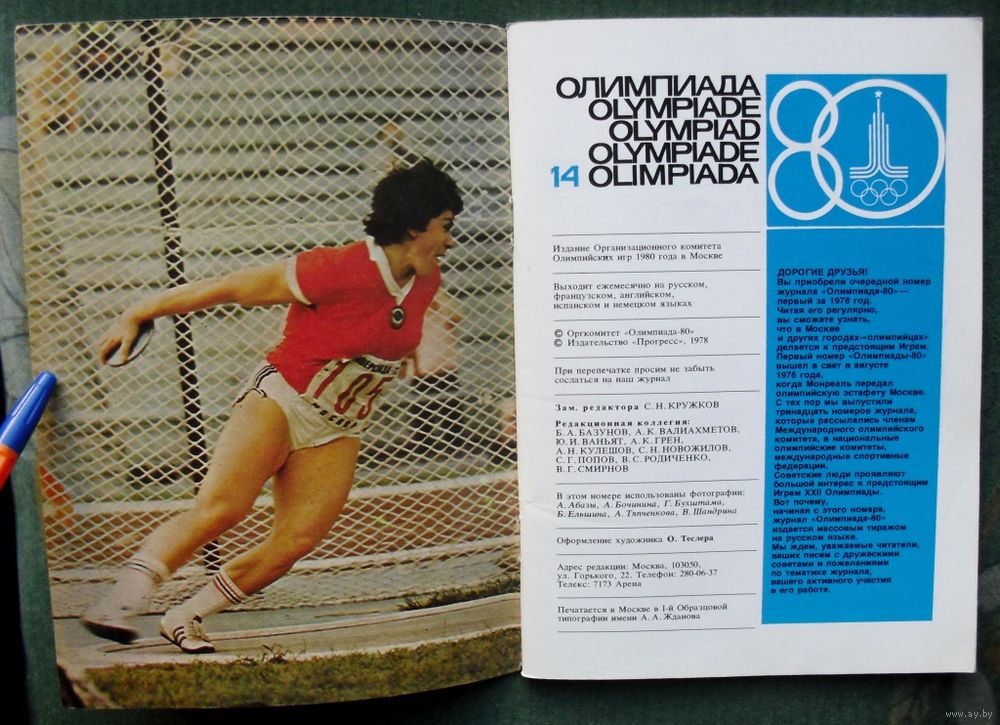 105
ОЛИМПИАДА
OLYMPIADE
OLYMPIAD
OLYMPIADE
14 OLIMPIADA
80
Издание Организационного комитета
Олимпийских игр 1980 года в Москве
Выходит ежемесячно на русском,
французском, английском,
испанском и немецком языках
© Оргкомитет «Олимпиада-80»
© Издательство «Прогресс», 1978
При перепечатке просим не забыть
сослаться на наш журнал
Зам. редактора С. Н. КРУЖКОВ
Редакционная коллегия:
Б. А. БАЗУНОВ, А. К. ВАЛИАХМЕТОВ,
Ю. И. ВАНЬЯТ, А. К. ГРЕН,
А. Н. КУЛЕШОВ, С. Н. НОВОЖИЛОВ,
С. Г. ПОПОВ, В. С. РОДИЧЕНКО,
В. Г. СМИРНОВ
В этом номере использованы фотографии:
А. Абазы, А. Бочинина, Г. Бухштама,
Б. Ельшина, А. Тяпченкова, В. Шандрина
Оформление художника О. Теслера
Адрес редакции: Москва, 103050,
ул. Горького, 22. Телефон: 280-06-37
Телекс: 7173 Арена
Печатается в Москве в I-й Образцовой
типографии имени А. А. Жданова
ДОРОГИЕ ДРУЗЬЯ!
Вы приобрели очередной номер
журнала «Олимпиада-80»—
первый за 1978 год.
Читая его регулярно,
вы сможете узнать,
что в Москве
и других городах-«олимпийцах»
делается к предстоящим Играм.
Первый номер «Олимпиады-80»
вышел в свет в августе
1976 года,
когда Монреаль передал
олимпийскую эстафету Москве.
С тех пор мы выпустили
тринадцать номеров журнала,
которые рассылались членам
Международного олимпийского
комитета, в национальные
олимпийские комитеты,
международные спортивные
федерации.
Советские люди проявляют
большой интерес к предстоящим
Играм XXII Олимпиады.
Вот почему,
начиная с этого номера,
журнал «Олимпиада-80»
издается массовым тиражом
на русском языке.
Мы ждем, уважаемые читатели,
ваших писем с дружескими
советами и пожеланиями
по тематике журнала,
вашего активного участия
в его работе.
www.ay.by